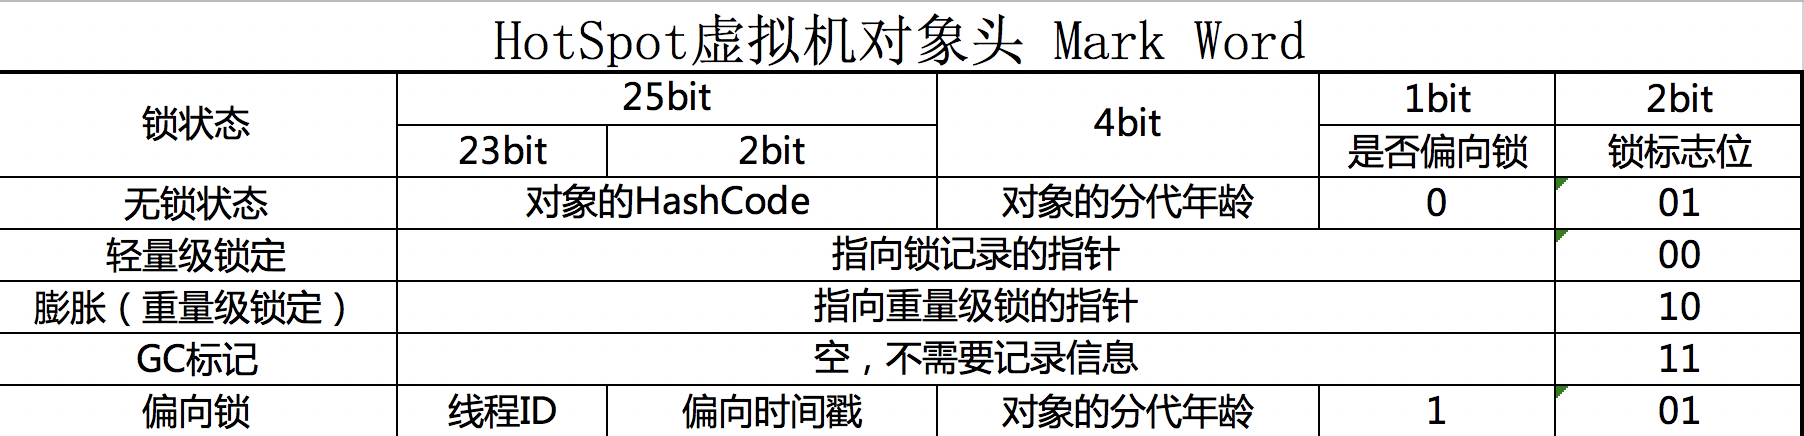 HotSpot虚拟机对象头 Mark Word
锁状态 25bit 4bit 1bit 2bit
23bit 2bit 是否偏向锁 锁标志位
无锁状态 对象的HashCode 对象的分代年龄 0 01
轻量级锁定 指向锁记录的指针 00
膨胀（重量级锁定） 指向重量级锁的指针 10
GC标记 空，不需要记录信息 11
偏向锁 线程ID 偏向时间戳 对象的分代年龄 1 01